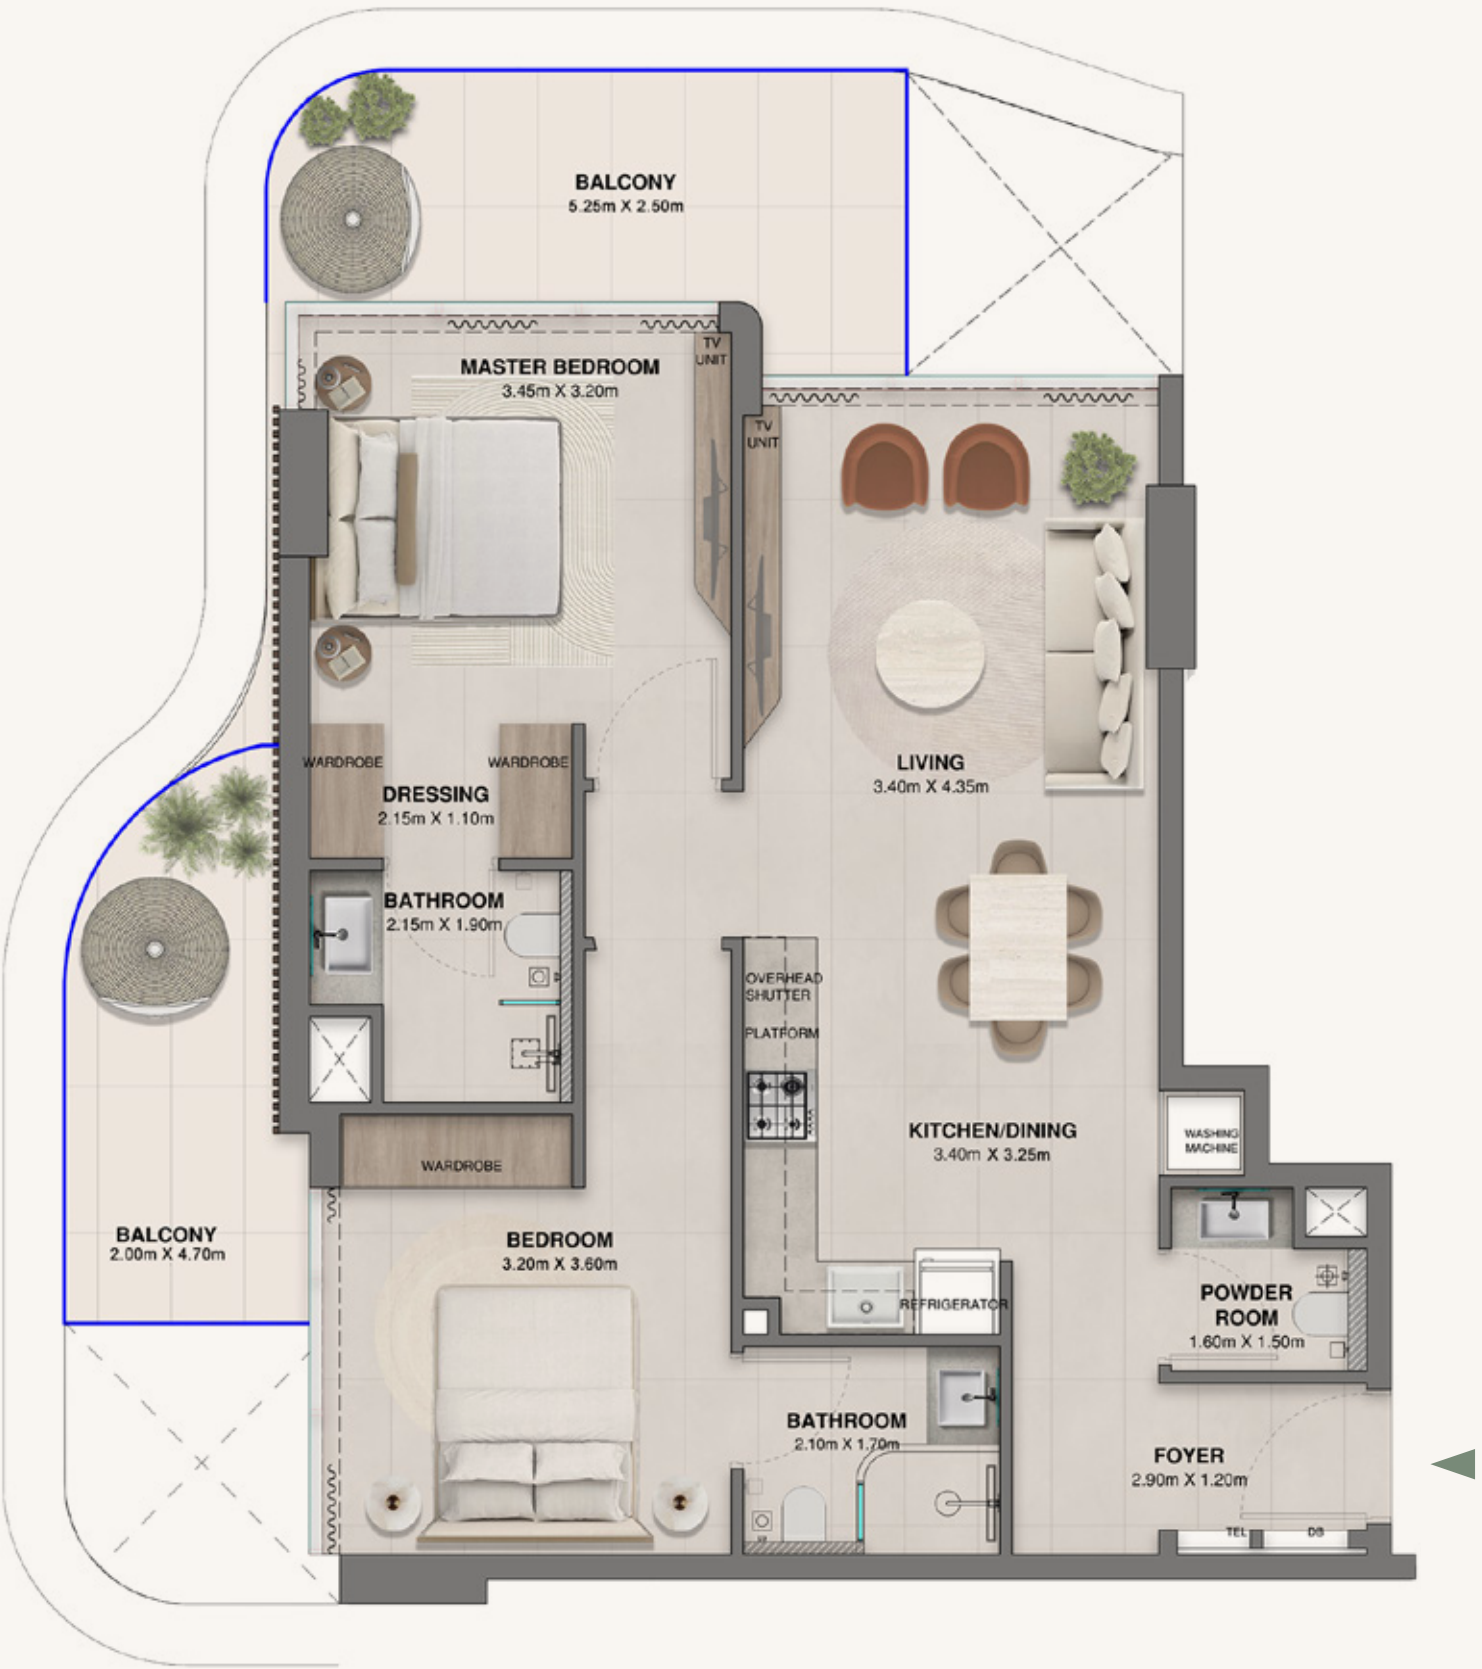 BALCONY
5.25m X 2.50m
MASTER BEDROOM
3.45m X 3.20m
TV
UNIT
TV
UNIT
LIVING
3.40m X 4.35m
WARDROBE
WARDROBE
DRESSING
2.15m X 1.10m
BATHROOM
2.15m X 1.90m
OVERHEAD
SHUTTER
PLATFORM
KITCHEN/DINING
3.40m X 3.25m
WASHING
MACHINE
WARDROBE
BALCONY
2.00m X 4.70m
BEDROOM
3.20m X 3.60m
REFRIGERATOR
POWDER
ROOM
1.60m X 1.50m
BATHROOM
2.10m X 1.70m
FOYER
2.90m X 1.20m
TEL
DB